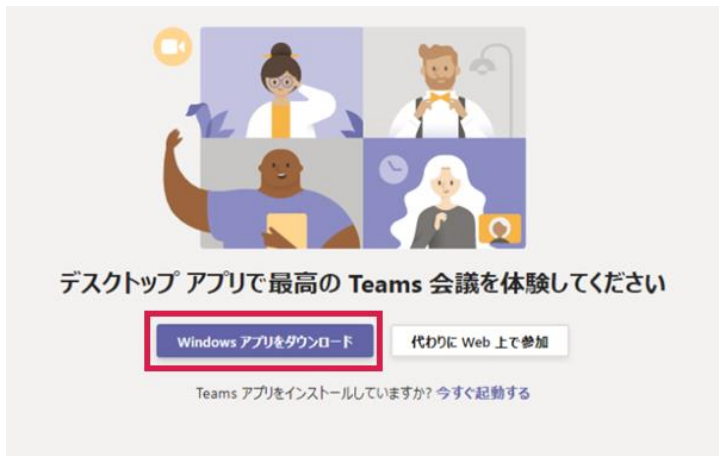 デスクトップ アプリで最高の Teams 会議を体験してください
Windows アプリをダウンロード
代わりに Web 上で参加
Teams アプリをインストールしていますか? 今すぐ起動する